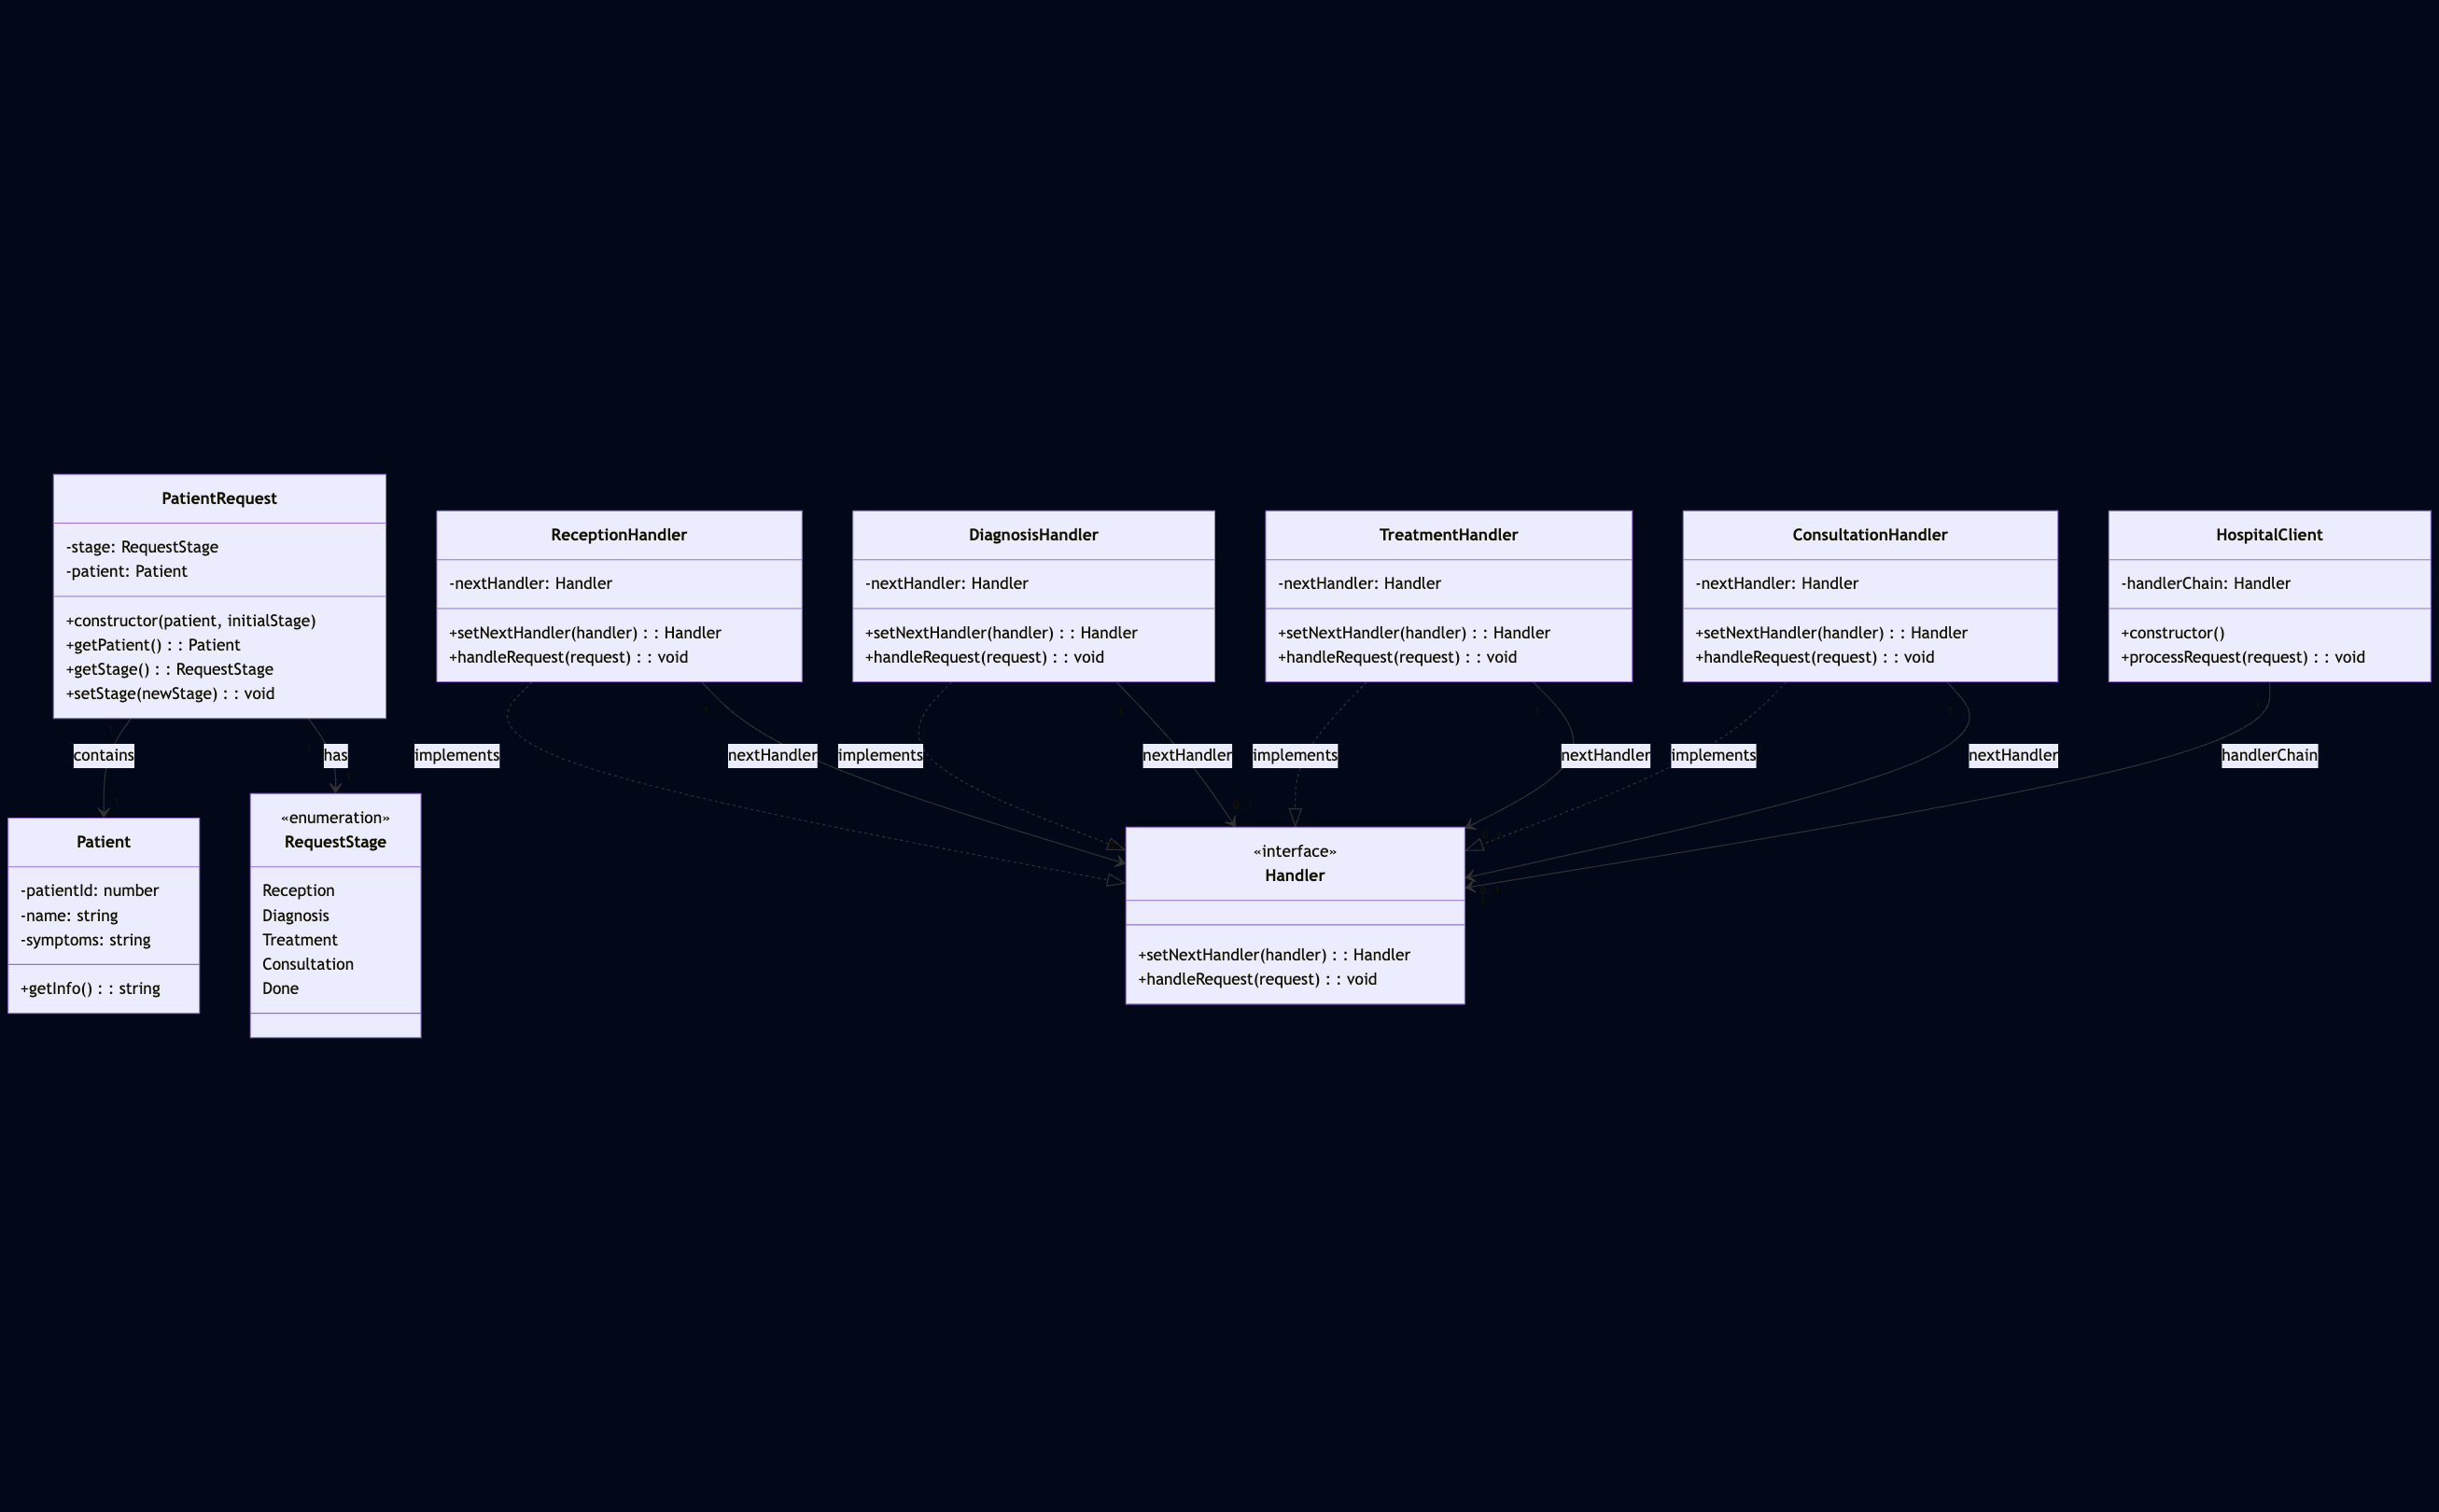 PatientRequest
-stage: RequestStage
-patient: Patient
+constructor(patient, initialStage)
+getPatient() : : Patient
+getStage() : : RequestStage
+setStage(newStage) : : void
ReceptionHandler
-nextHandler: Handler
+setNextHandler(handler) : : Handler
+handleRequest(request) : : void
DiagnosisHandler
-nextHandler: Handler
+setNextHandler(handler) : : Handler
+handleRequest(request) : : void
TreatmentHandler
-nextHandler: Handler
+setNextHandler(handler) : : Handler
+handleRequest(request) : : void
ConsultationHandler
-nextHandler: Handler
+setNextHandler(handler) : : Handler
+handleRequest(request) : : void
HospitalClient
-handlerChain: Handler
+constructor()
+processRequest(request) : : void
contains
has
implements
nextHandler
implements
nextHandler
implements
nextHandler
implements
nextHandler
handlerChain
Patient
-patientId: number
-name: string
-symptoms: string
+getInfo() : : string
«enumeration»
RequestStage
Reception
Diagnosis
Treatment
Consultation
Done
«interface»
Handler
+setNextHandler(handler) : : Handler
+handleRequest(request) : : void